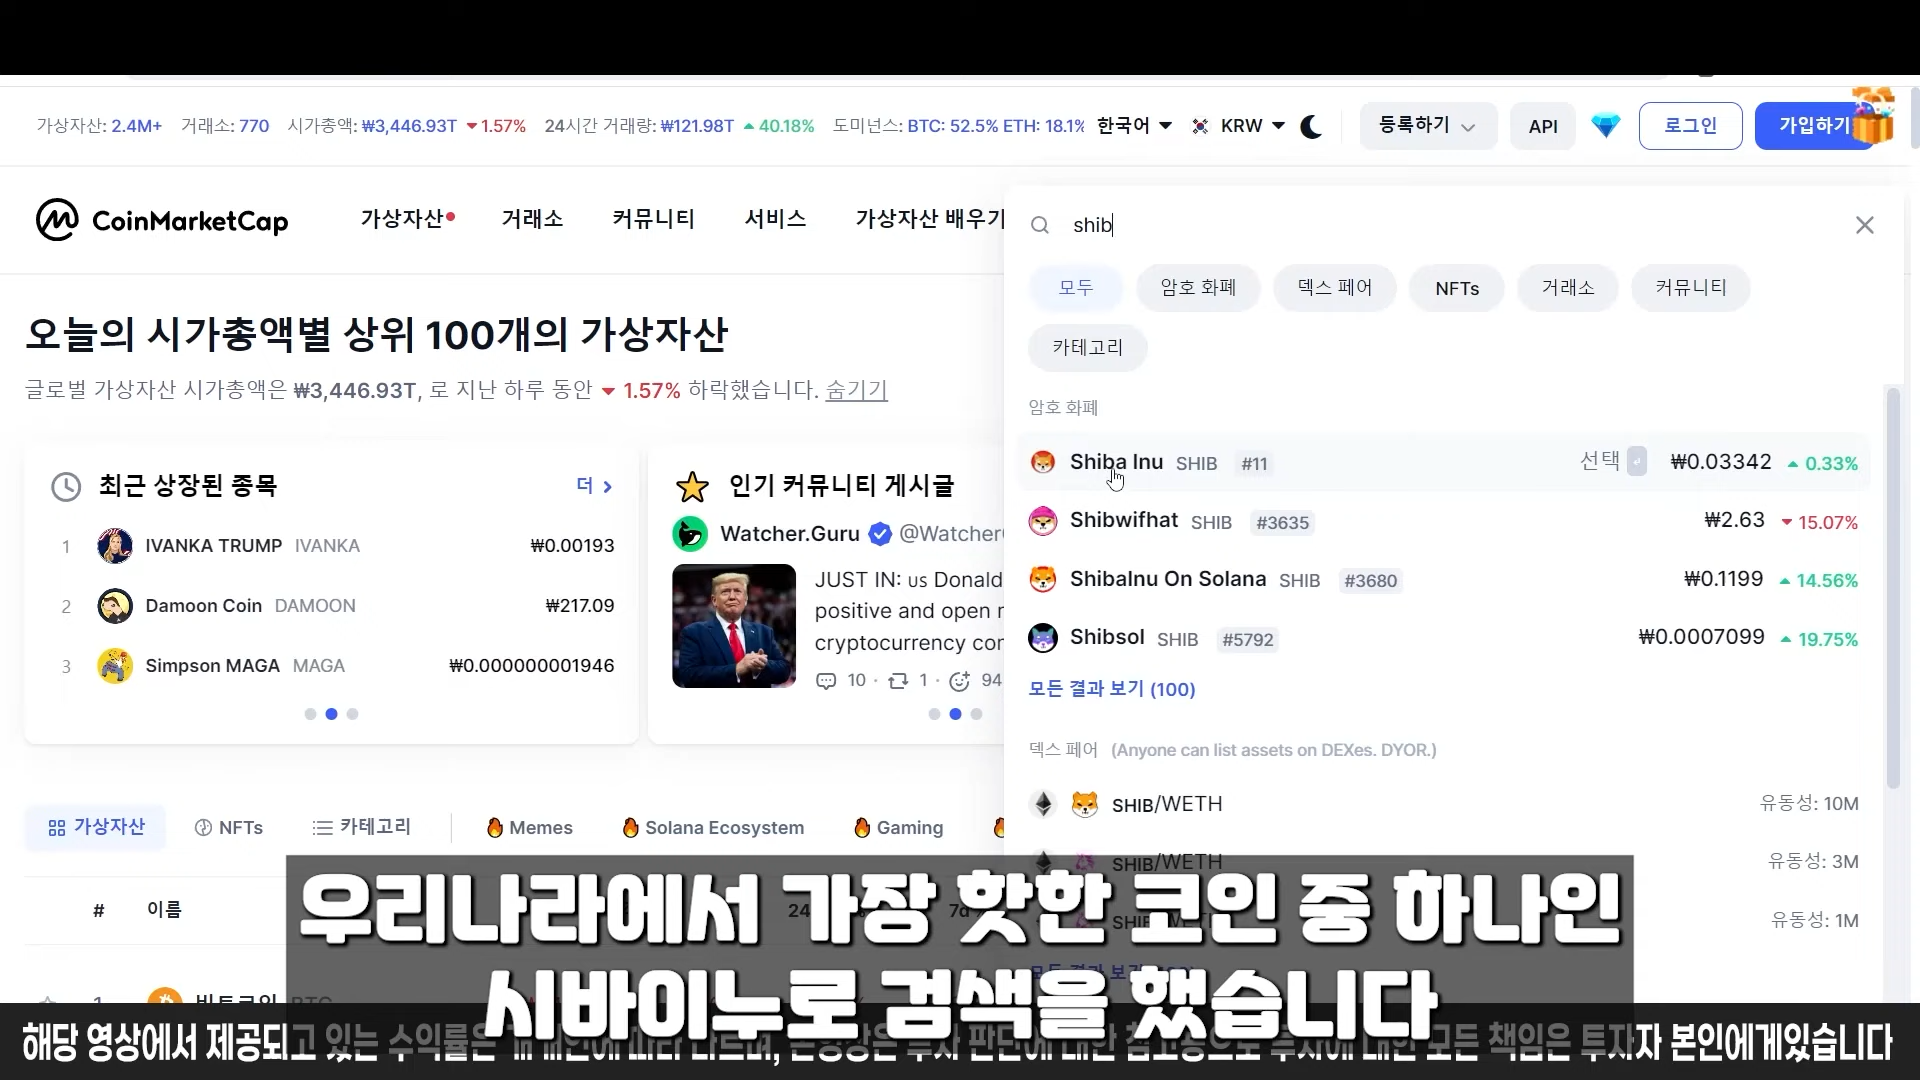 가상자산: 2.4M+ 거래소: 770 시가총액: ₩3,446.93T 1.57% 24시간 거래량: ₩121.98T 40.18% 도미넌스: BTC: 52.5% ETH: 18.1% 한국어 KRW 등록하기 API 로그인 가입하기
CoinMarketCap 가상자산 거래소 커뮤니티 서비스 가상자산 배우기
shib
모두 암호 화폐 덱스 페어 NFTs 거래소 커뮤니티
카테고리
오늘의 시가총액별 상위 100개의 가상자산
글로벌 가상자산 시가총액은 ₩3,446.93T, 로 지난 하루 동안 1.57% 하락했습니다. 숨기기
최근 상장된 종목 더
1 IVANKA TRUMP IVANKA ₩0.00193
2 Damoon Coin DAMOON ₩217.09
3 Simpson MAGA MAGA ₩0.000000001946
인기 커뮤니티 게시글
Watcher.Guru @Watcher
JUST IN: us Donald
positive and open
cryptocurrency
10 · 1 · 94
암호 화폐
Shiba Inu SHIB #11 선택 ₩0.03342 0.33%
Shibwifhat SHIB #3635 ₩2.63 15.07%
ShibaInu On Solana SHIB #3680 ₩0.1199 14.56%
Shibsol SHIB #5792 ₩0.0007099 19.75%
모든 결과 보기 (100)
덱스 페어 (Anyone can list assets on DEXes. DYOR.)
SHIB/WETH 유동성: 10M
SHIB/WETH 유동성: 3M
유동성: 1M
가상자산 NFTs 카테고리 Memes Solana Ecosystem Gaming
# 이름
1 비트코인 BTC
우리나라에서 가장 핫한 코인 중 하나인
시바이누로 검색을 했습니다
해당 영상에서 제공되고 있는 수익률은 모든 책임은 투자자 본인에게있습니다